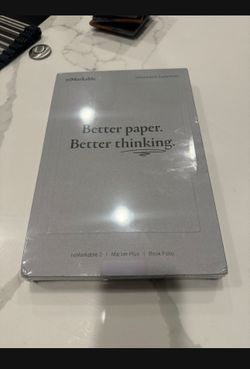 reMarkable
Better paper.
Better thinking.
reMarkable 2 | Marker Plus | Book Folio